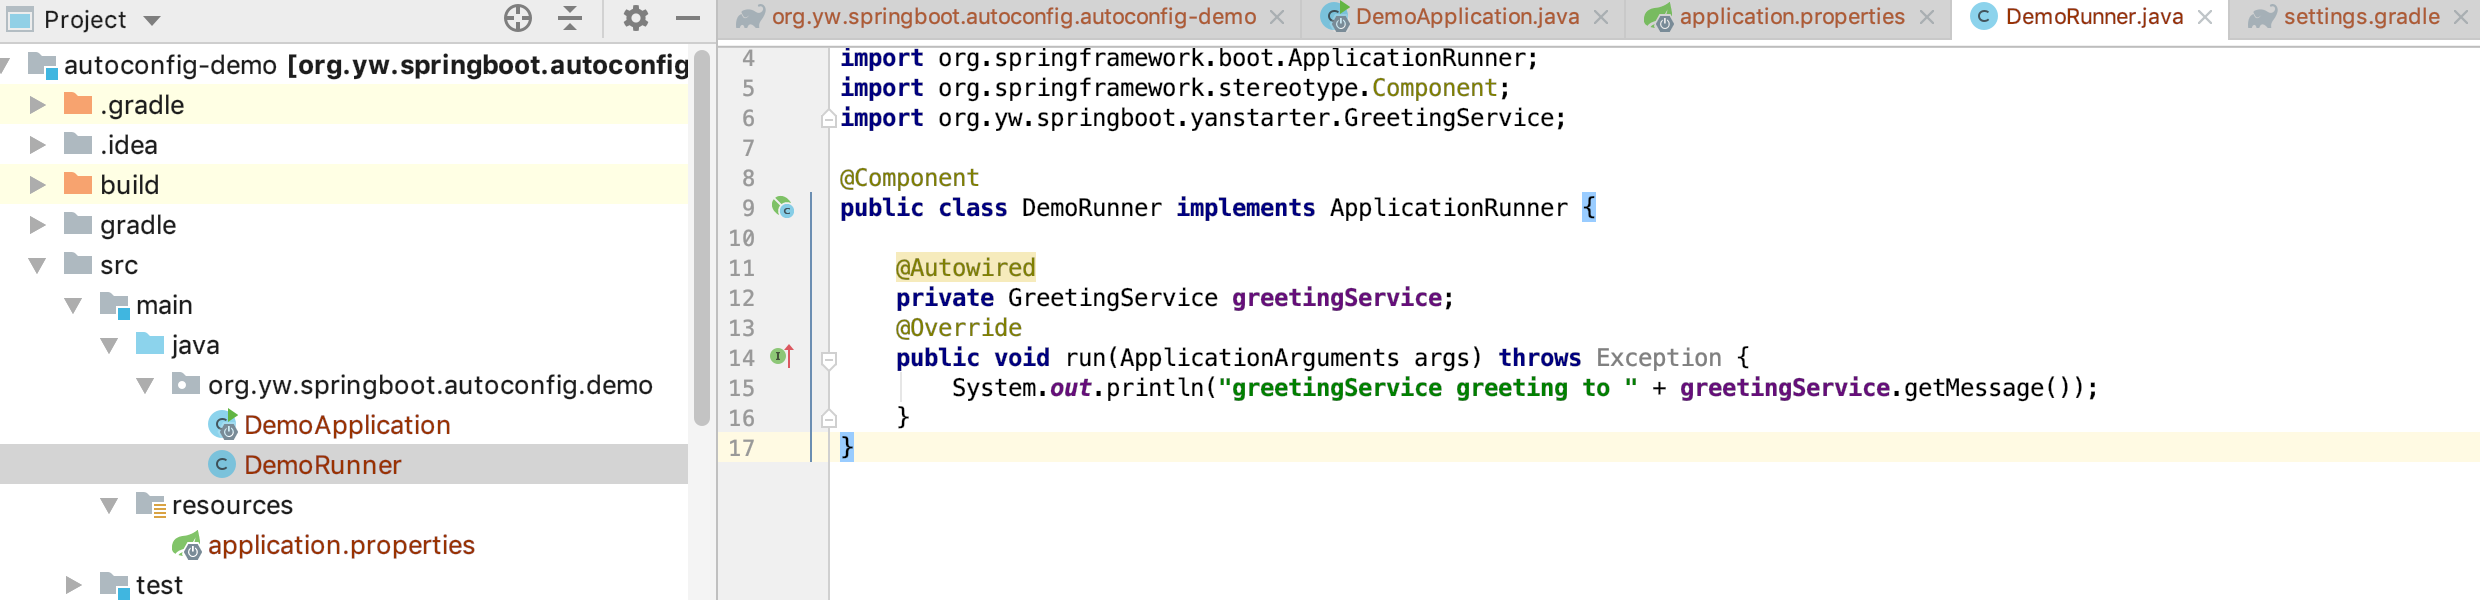 Project
autoconfig-demo [org.yw.springboot.autoconfig
.gradle
.idea
build
gradle
src
main
java
org.yw.springboot.autoconfig.demo
DemoApplication
DemoRunner
resources
application.properties
test
org.yw.springboot.autoconfig.autoconfig-demo
DemoApplication.java
application.properties
DemoRunner.java
settings.gradle
4 import org.springframework.boot.ApplicationRunner;
5 import org.springframework.stereotype.Component;
6 import org.yw.springboot.yanstarter.GreetingService;
7
8 @Component
9 public class DemoRunner implements ApplicationRunner {
10
11 @Autowired
12 private GreetingService greetingService;
13 @Override
14 public void run(ApplicationArguments args) throws Exception {
15 System.out.println("greetingService greeting to " + greetingService.getMessage());
16 }
17 }